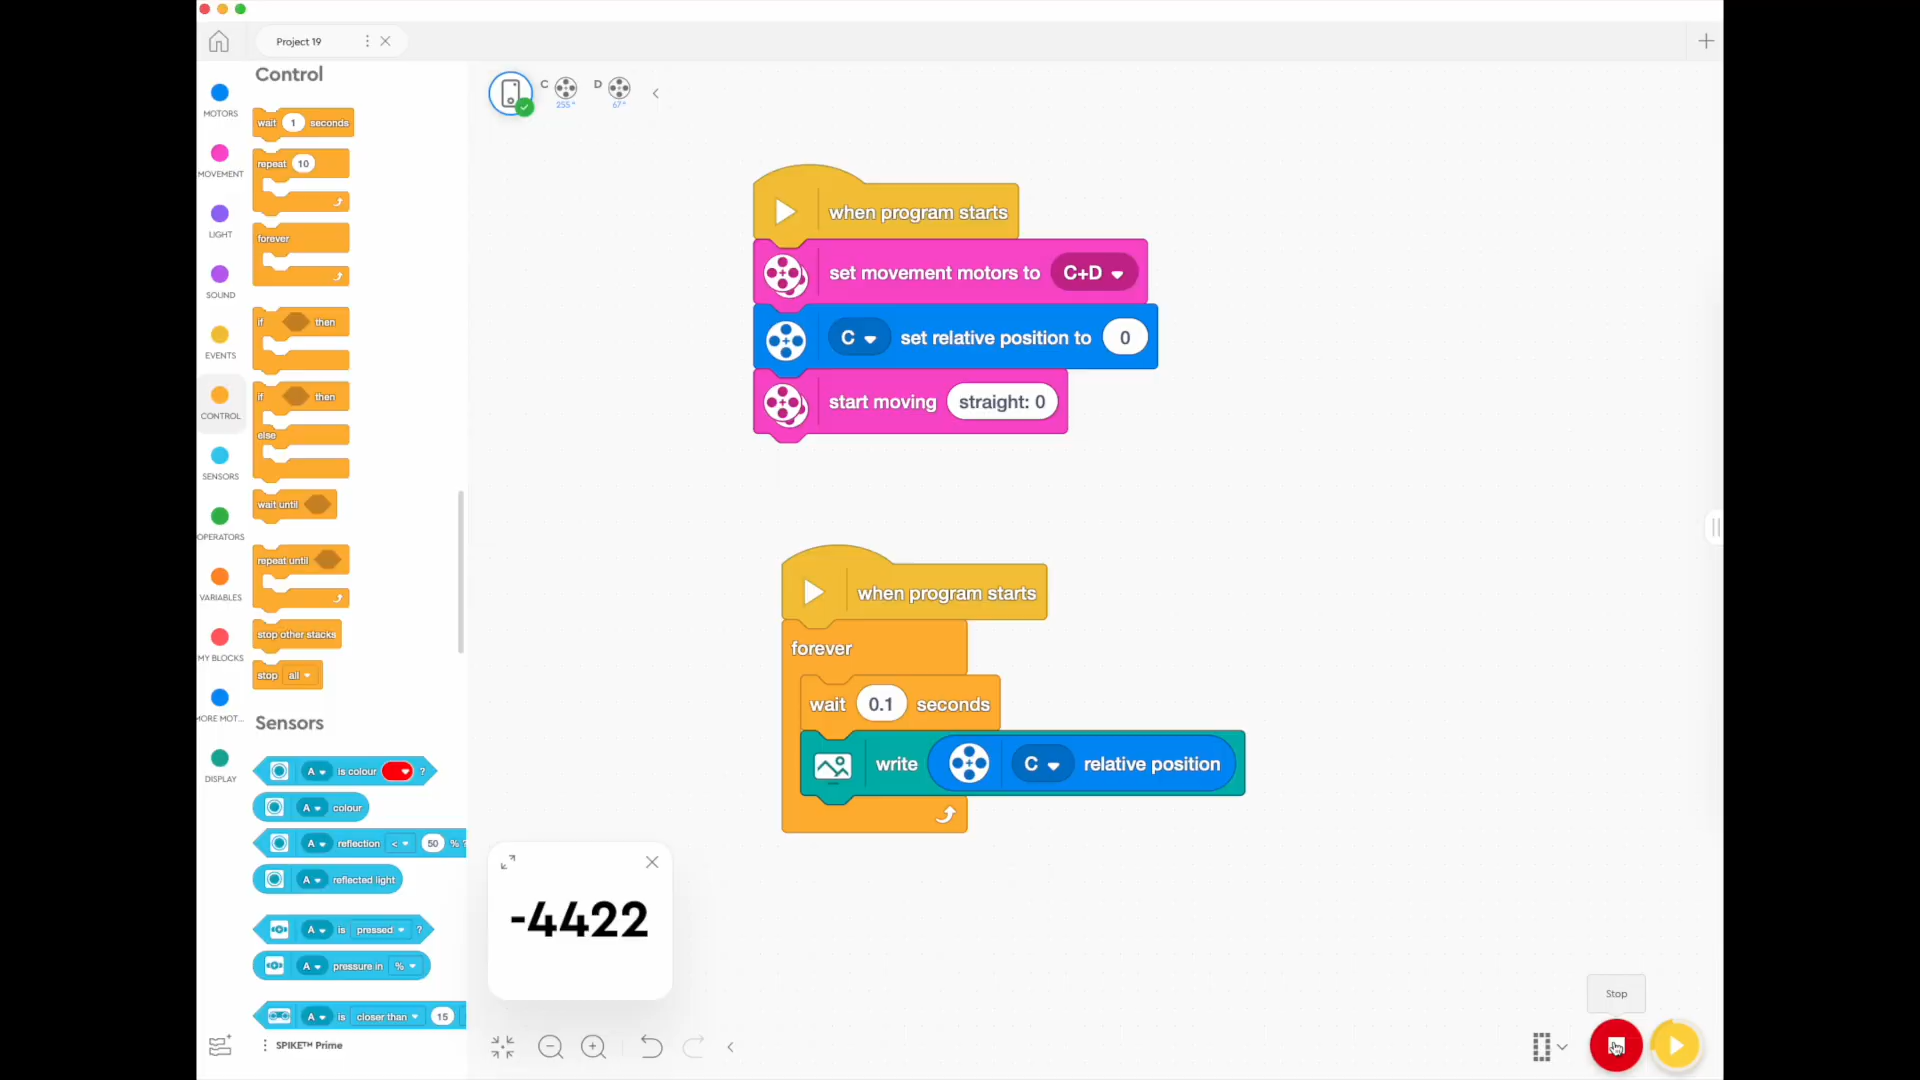 Project 19
Control
MOTORS
MOVEMENT
LIGHT
SOUND
EVENTS
CONTROL
SENSORS
OPERATORS
VARIABLES
MY BLOCKS
MORE MOT...
DISPLAY
wait 1 seconds
repeat 10
forever
if then
if then
else
wait until
repeat until
stop other stacks
stop all
Sensors
A is colour ?
A colour
A reflection < 50 % ?
A reflected light
A is pressed ?
A pressure in %
A is closer than 15
SPIKE™ Prime
C
255°
D
67°
when program starts
set movement motors to C+D
C set relative position to 0
start moving straight: 0
when program starts
forever
wait 0.1 seconds
write C relative position
-4422
Stop